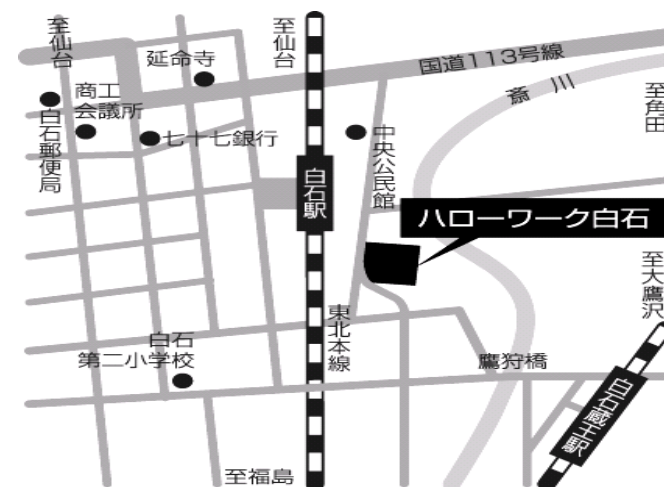 至仙台
至仙台
延命寺
国道113号線
斎川
至角田
商工
会議所
白石郵便局
七十七銀行
中央公民館
白石駅
ハローワーク白石
至大鷹沢
東北本線
白石
第二小学校
鷹狩橋
白石蔵王駅
至福島